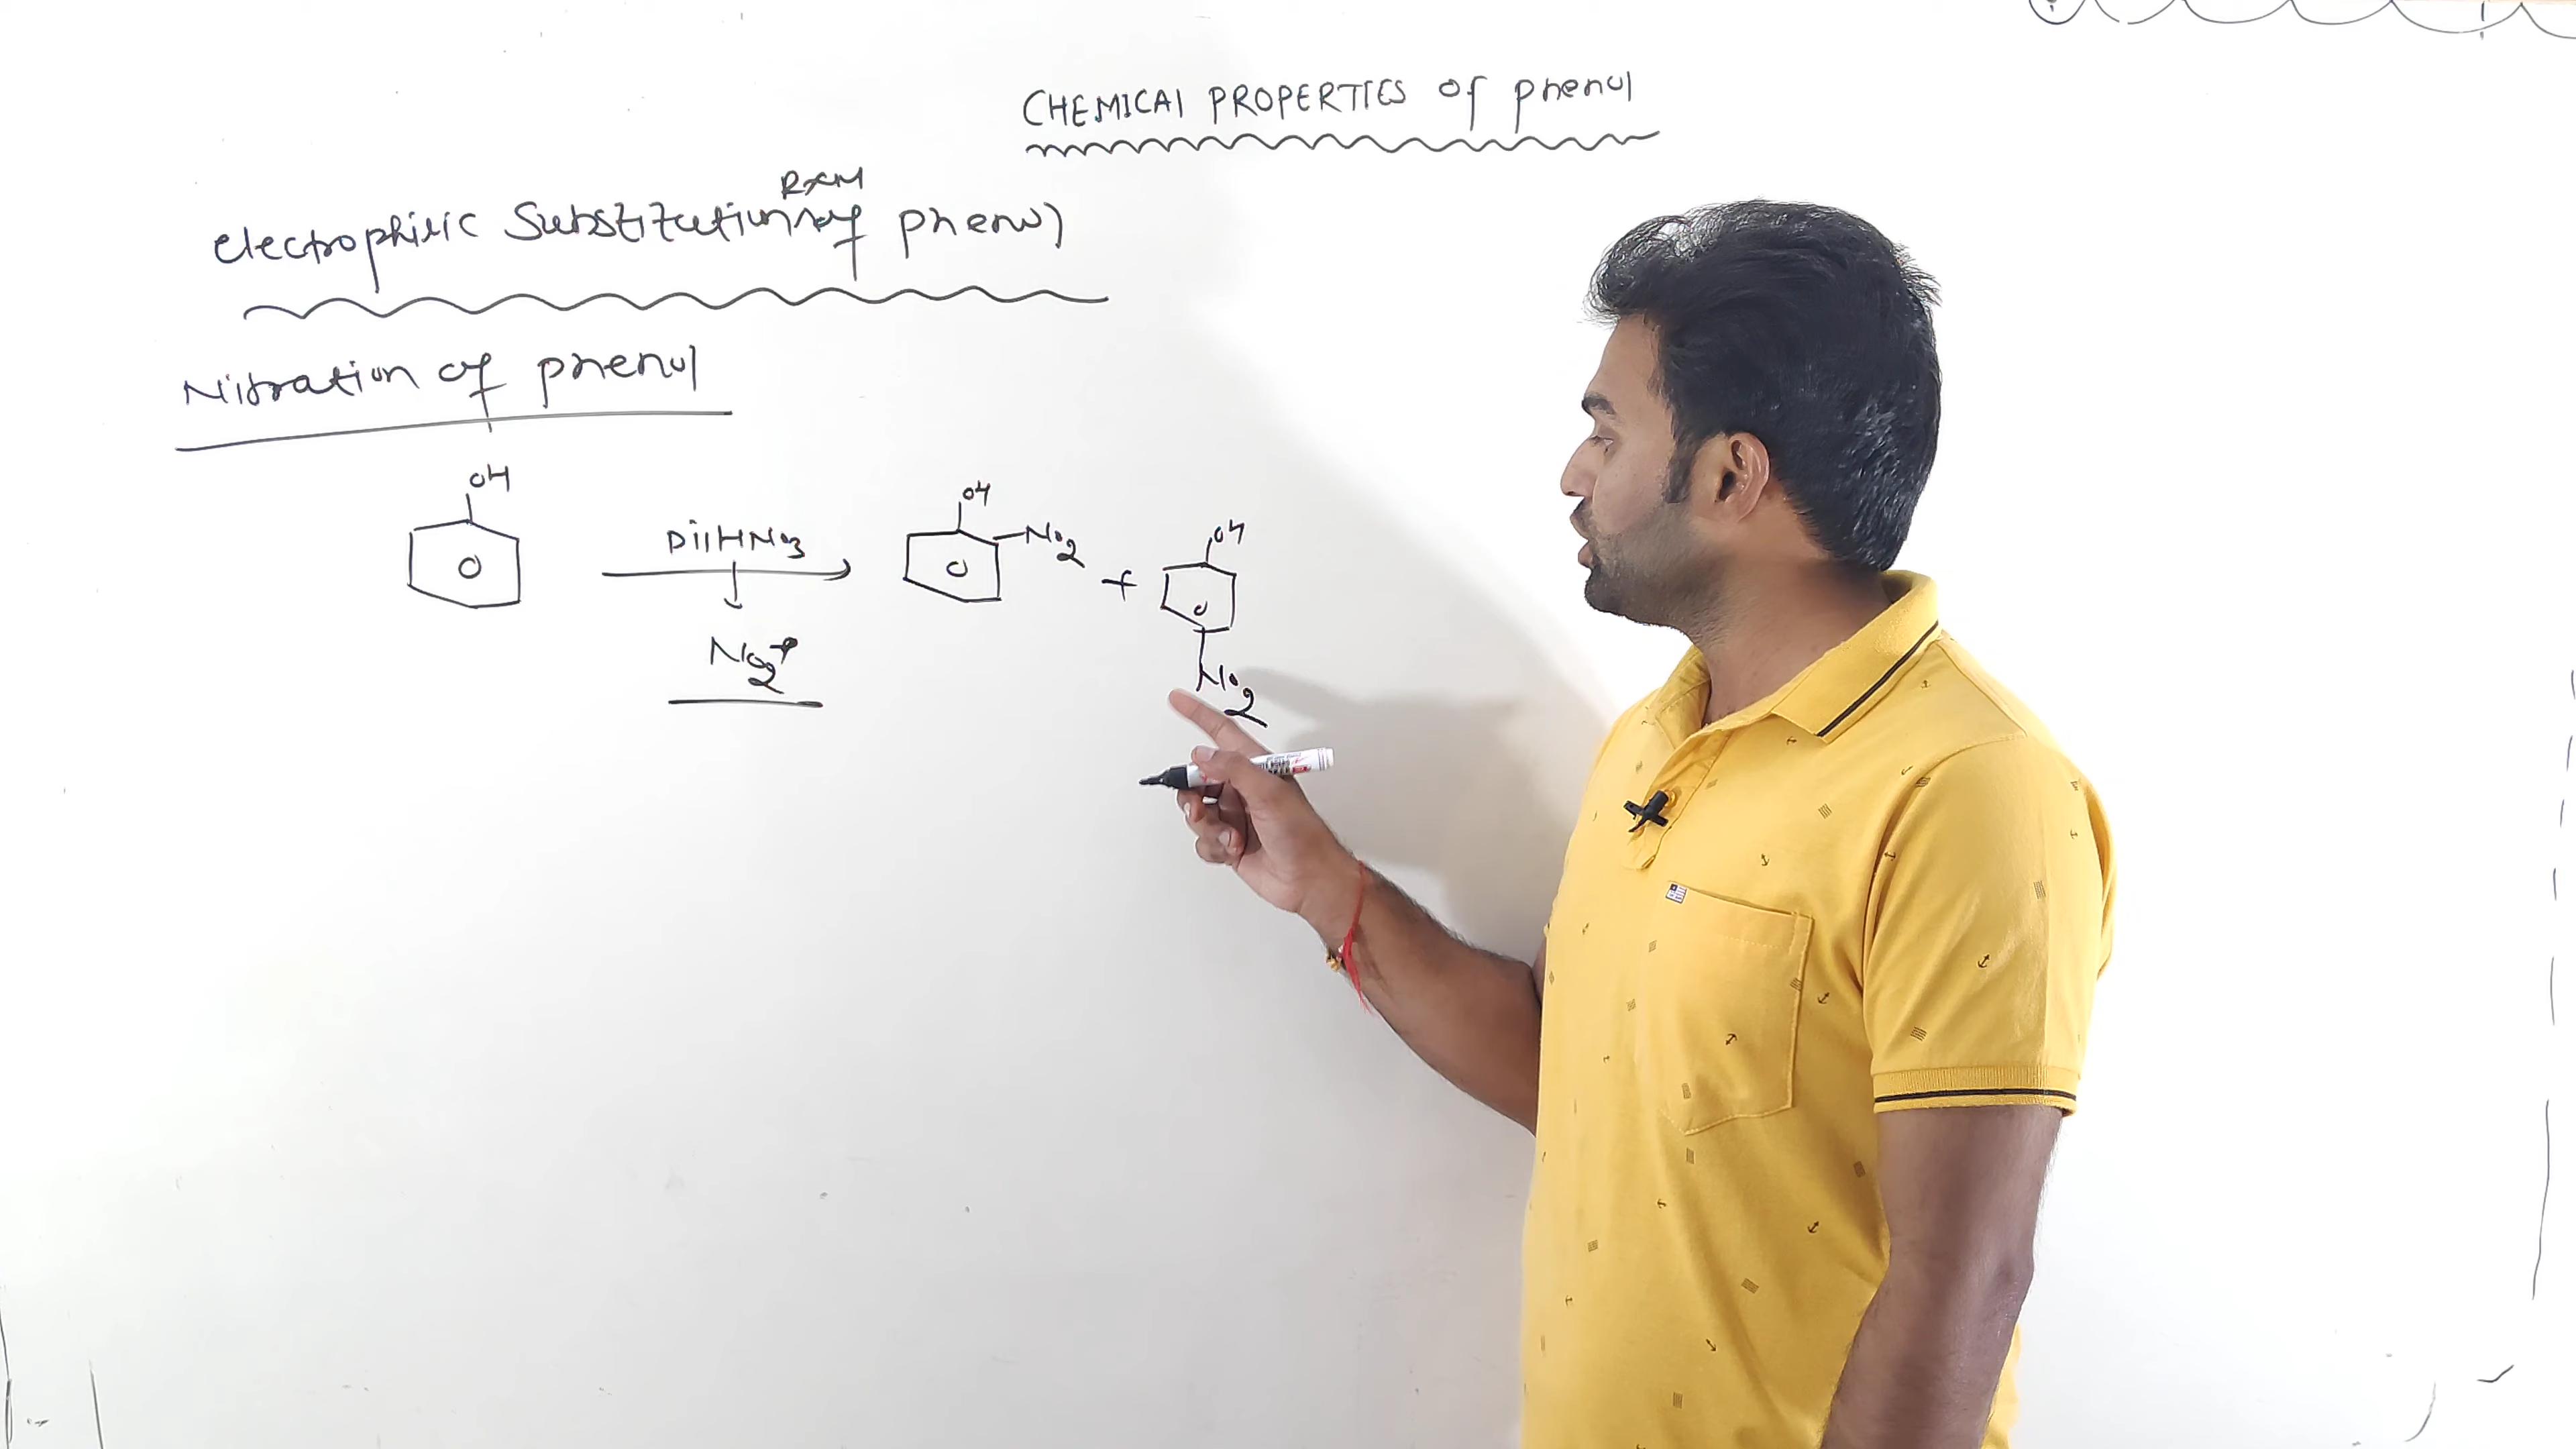 CHEMICAL PROPERTIES of phenol
Electrophilic Substitution Rxn of phenol
Nitration of phenol
OH
Dil HNO3
NO2+
OH
NO2
+
OH
NO2